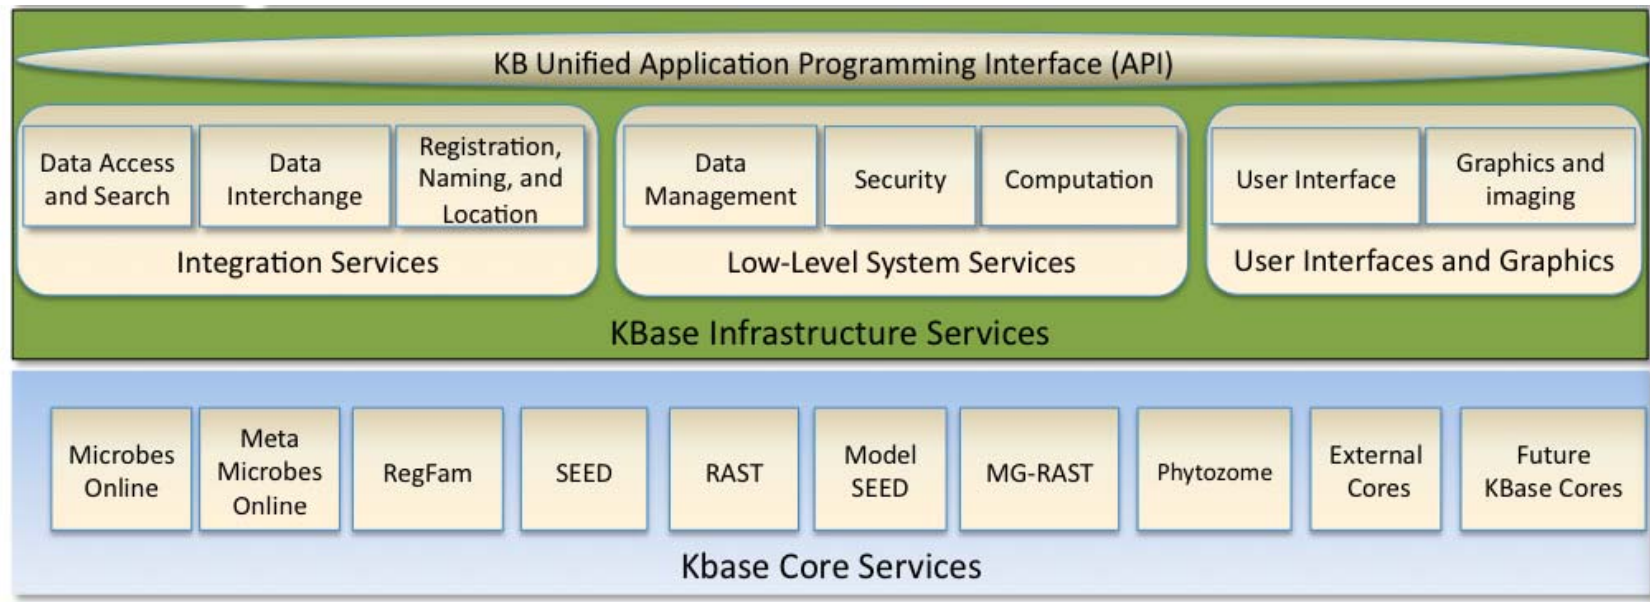 KB Unified Application Programming Interface (API)
Data Access
and Search
Data
Interchange
Registration,
Naming, and
Location
Integration Services
Data
Management
Security
Computation
Low-Level System Services
User Interface
Graphics and
imaging
User Interfaces and Graphics
KBase Infrastructure Services
Microbes
Online
Meta
Microbes
Online
RegFam
SEED
RAST
Model
SEED
MG-RAST
Phytozome
External
Cores
Future
KBase Cores
Kbase Core Services